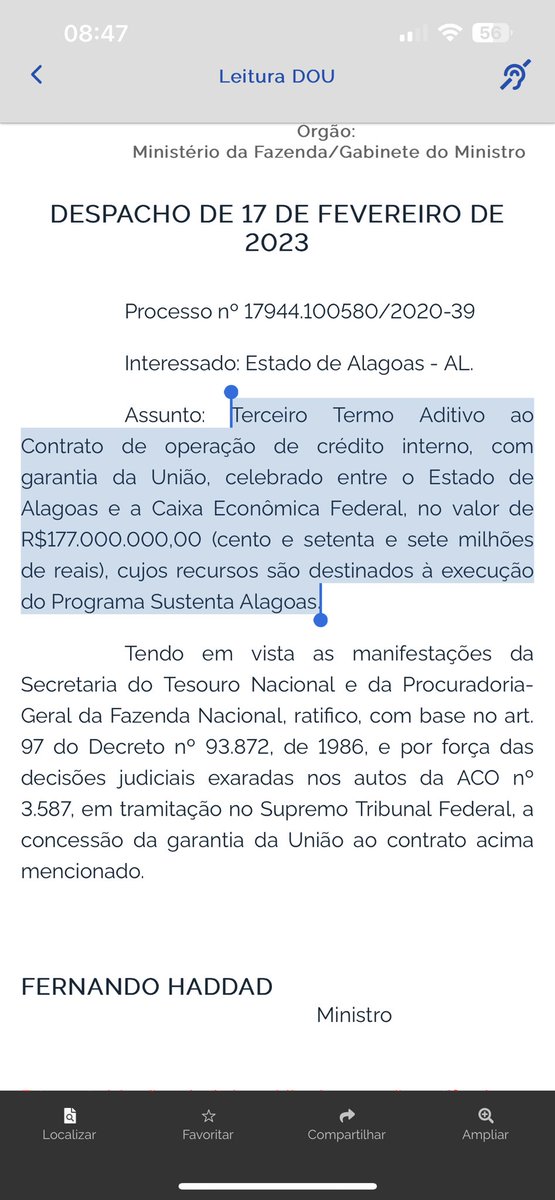 08:47
56
Leitura DOU
Orgão:
Ministério da Fazenda/Gabinete do Ministro
DESPACHO DE 17 DE FEVEREIRO DE
2023
Processo nº 17944.100580/2020-39
Interessado: Estado de Alagoas - AL.
Assunto: Terceiro Termo Aditivo ao
Contrato de operação de crédito interno, com
garantia da União, celebrado entre o Estado de
Alagoas e a Caixa Econômica Federal, no valor de
R$177.000.000,00 (cento e setenta e sete milhões
de reais), cujos recursos são destinados à execução
do Programa Sustenta Alagoas.
Tendo em vista as manifestações da
Secretaria do Tesouro Nacional e da Procuradoria-
Geral da Fazenda Nacional, ratifico, com base no art.
97 do Decreto nº 93.872, de 1986, e por força das
decisões judiciais exaradas nos autos da ACO nº
3.587, em tramitação no Supremo Tribunal Federal, a
concessão da garantia da União ao contrato acima
mencionado.
FERNANDO HADDAD
Ministro
Localizar
Favoritar
Compartilhar
Ampliar